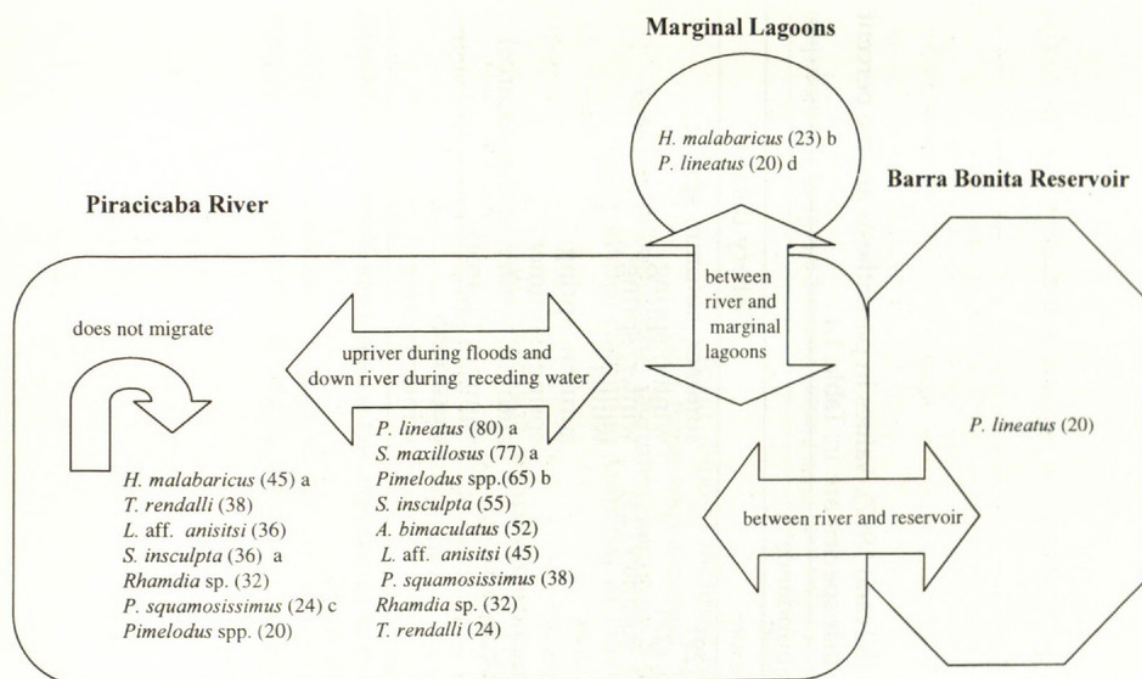 Marginal Lagoons
H. malabaricus (23) b
P. lineatus (20) d
Barra Bonita Reservoir
Piracicaba River
between
river and
marginal
lagoons
does not migrate
upriver during floods and
down river during receding water
P. lineatus (80) a
S. maxillosus (77) a
Pimelodus spp.(65) b
S. insculpta (55)
A. bimaculatus (52)
L. aff. anisitsi (45)
P. squamosissimus (38)
Rhamdia sp. (32)
T. rendalli (24)
H. malabaricus (45) a
T. rendalli (38)
L. aff. anisitsi (36)
S. insculpta (36) a
Rhamdia sp. (32)
P. squamosissimus (24) c
Pimelodus spp. (20)
P. lineatus (20)
between river and reservoir